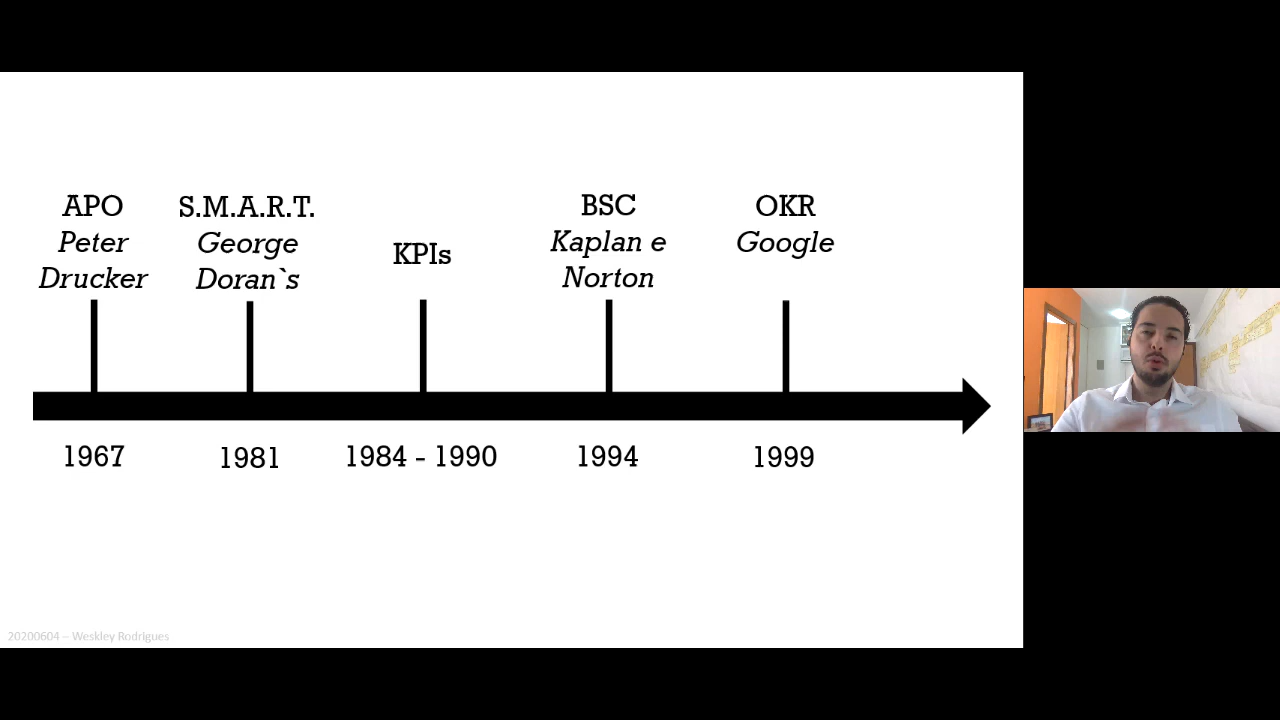 APO
Peter
Drucker
S.M.A.R.T.
George
Doran`s
KPIs
BSC
Kaplan e
Norton
OKR
Google
1967
1981
1984 - 1990
1994
1999
20200604 – Weskley Rodrigues